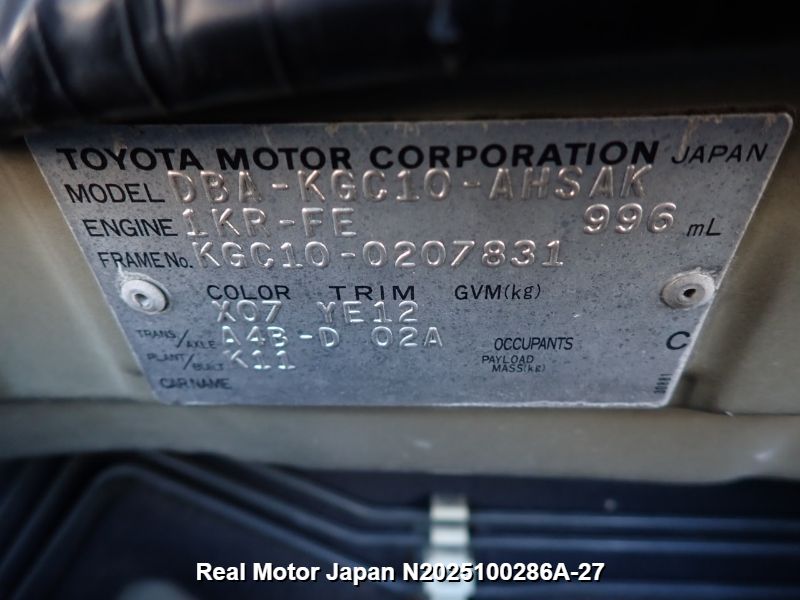 TOYOTA MOTOR CORPORATION JAPAN
MODEL DBA-KGC10-AHSAK
ENGINE 1KR-FE 996 mL
FRAME No. KGC10-0207831
COLOR TRIM GVM(kg)
X07 YE12
TRANS/AXLE A4B-D 02A OCCUPANTS C
PLANT/BUILT K11 PAYLOAD MASS(kg)
CAR NAME
Real Motor Japan N2025100286A-27